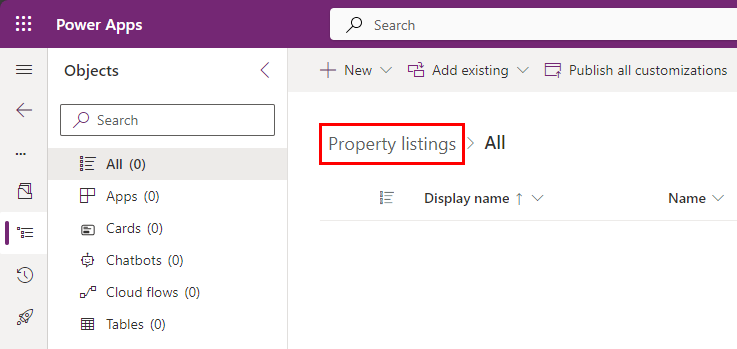 Power Apps
Search
Objects
New
Add existing
Publish all customizations
Search
Property listings > All
All (0)
Apps (0)
Cards (0)
Chatbots (0)
Cloud flows (0)
Tables (0)
Display name ↑
Name